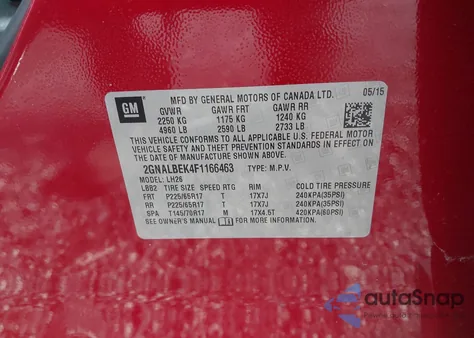 GM
MFD BY GENERAL MOTORS OF CANADA LTD. 05/15
GVWR GAWR FRT GAWR RR
2250 KG 1175 KG 1240 KG
4960 LB 2590 LB 2733 LB
THIS VEHICLE CONFORMS TO ALL APPLICABLE U.S. FEDERAL MOTOR
VEHICLE SAFETY AND THEFT PREVENTION STANDARDS IN EFFECT ON
THE DATE OF MANUFACTURE SHOWN ABOVE.
2GNALBEK4F1166463 TYPE: M.P.V.
MODEL: LH26
LBB2 TIRE SIZE SPEED RTG RIM COLD TIRE PRESSURE
FRT P225/65R17 T 17X7J 240KPA(35PSI)
RR P225/65R17 T 17X7J 240KPA(35PSI)
SPA T145/70R17 M 17X4.5T 420KPA(60PSI)
SEE OWNER'S MANUAL FOR MORE INFORMATION.
autoSnap